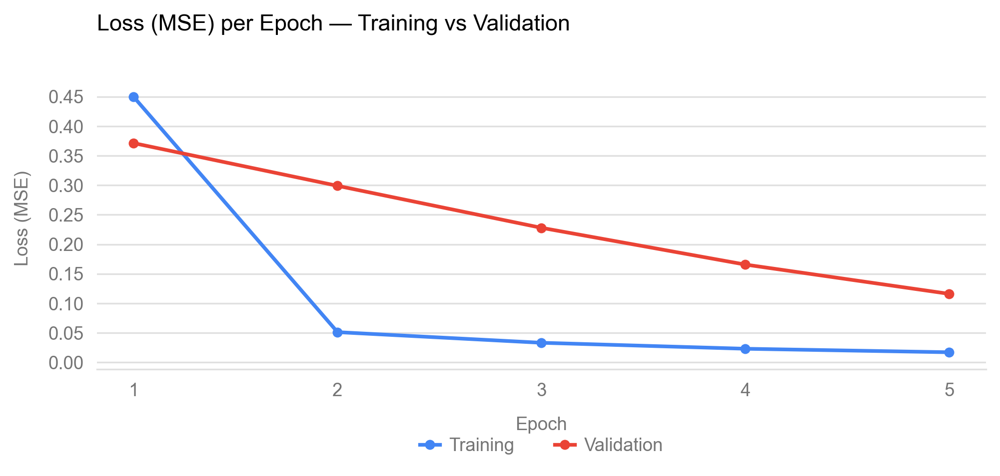 Loss (MSE) per Epoch — Training vs Validation
0.45
0.40
0.35
0.30
0.25
0.20
0.15
0.10
0.05
0.00
Loss (MSE)
1 2 3 4 5
Epoch
Training Validation